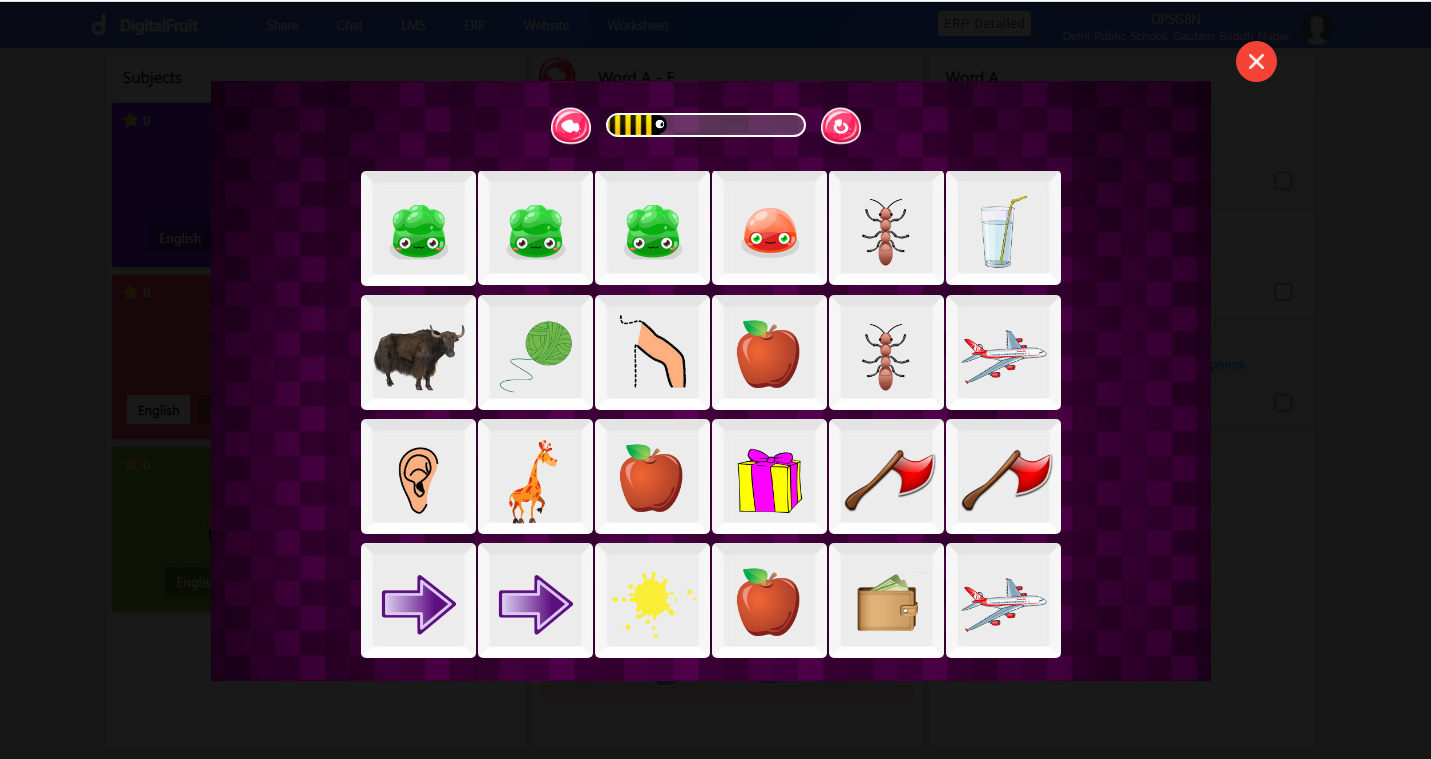 DigitalFruit
Share
Chat
LMS
ERP
Website
Worksheet
ERP Detailed
DPSGBN
Delhi Public School, Gautam Buddh Nagar
Subjects
Word A - F
Word A
0
English
0
English
0